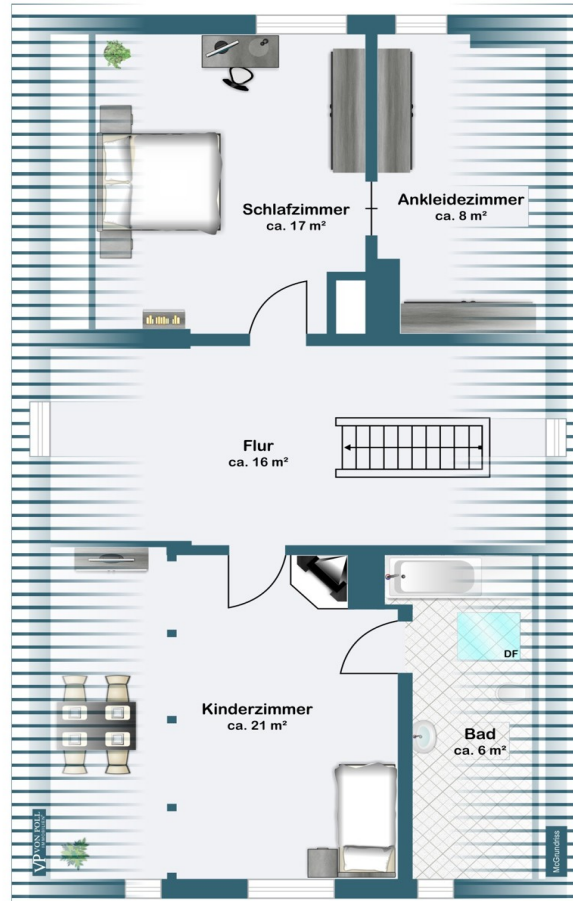 Schlafzimmer
ca. 17 m²
Ankleidezimmer
ca. 8 m²
Flur
ca. 16 m²
Kinderzimmer
ca. 21 m²
DF
Bad
ca. 6 m²
VP VON POLL
McGrundriss